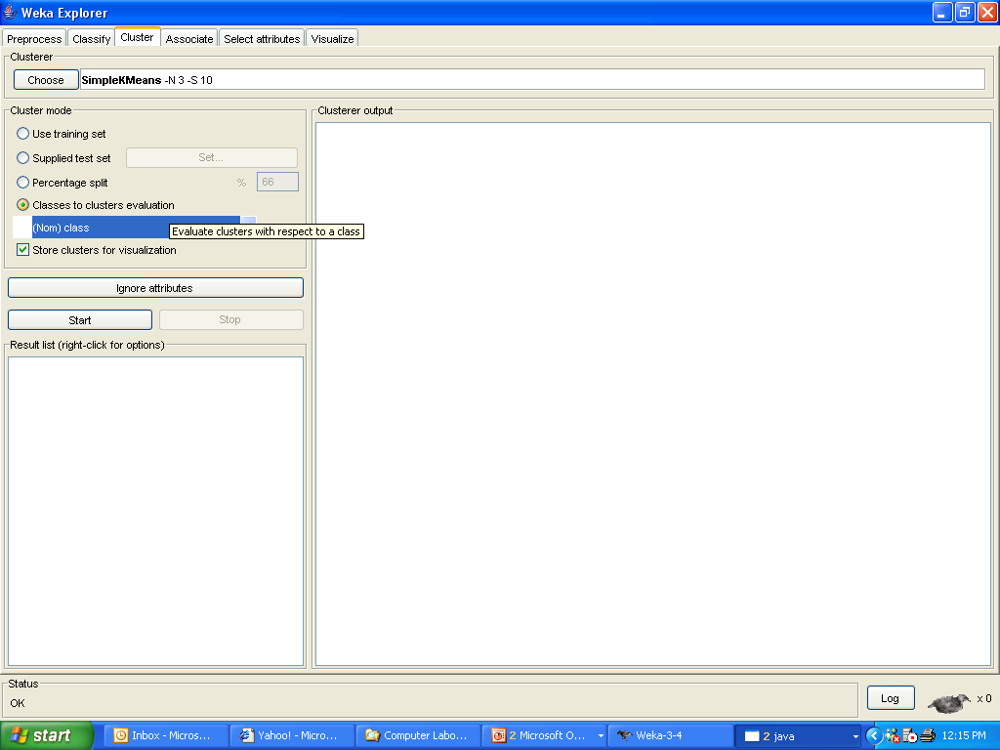 Weka Explorer
Preprocess Classify Cluster Associate Select attributes Visualize
Clusterer
Choose SimpleKMeans -N 3 -S 10
Cluster mode
Use training set
Supplied test set Set...
Percentage split % 66
Classes to clusters evaluation
(Nom) class
Evaluate clusters with respect to a class
Store clusters for visualization
Ignore attributes
Start Stop
Result list (right-click for options)
Clusterer output
Status
OK
Log x 0
start Inbox - Micros... Yahoo! - Micro... Computer Labo... 2 Microsoft O... Weka-3-4 2 java 12:15 PM